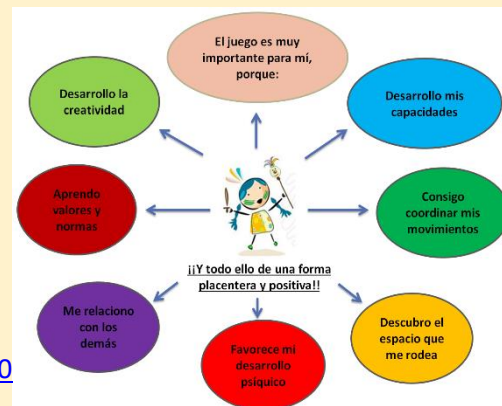 El juego es muy
importante para mí,
porque:
Desarrollo la
creatividad
Desarrollo mis
capacidades
Aprendo
valores y
normas
Consigo
coordinar mis
movimientos
¡¡Y todo ello de una forma
placentera y positiva!!
Me relaciono
con los
demás
Favorece mi
desarrollo
psíquico
Descubro el
espacio que
me rodea
0